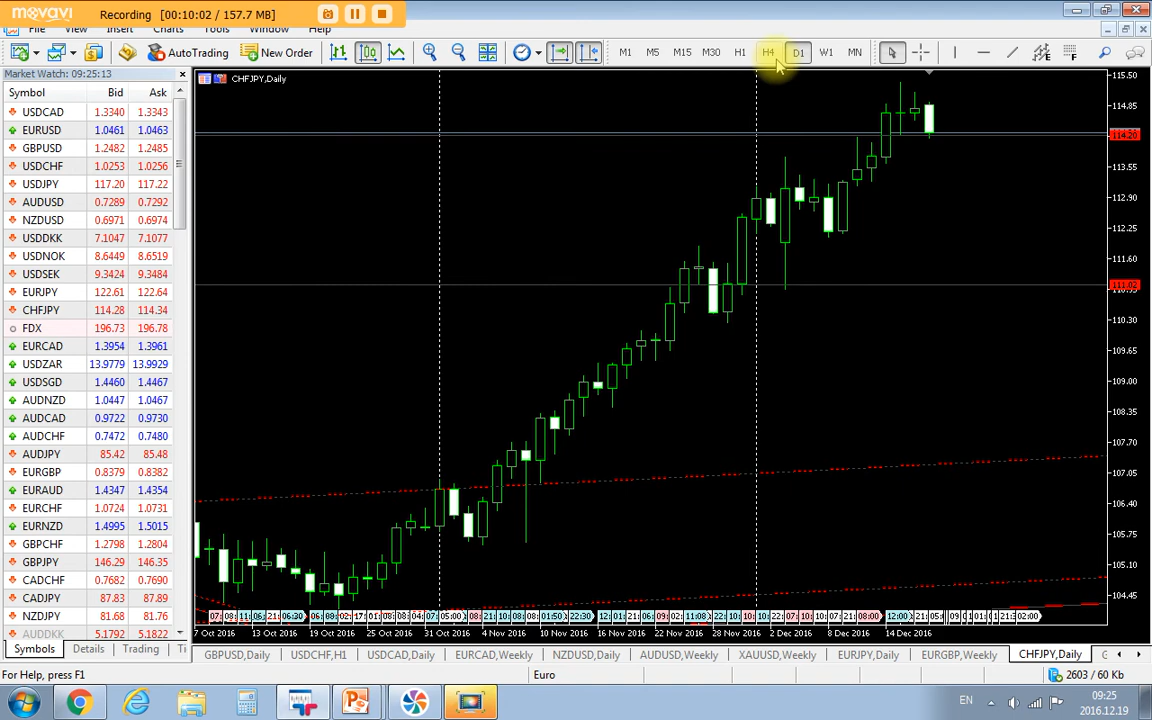 movavi
Recording [ 00:10:02 / 157.7 MB ]
File View Insert Charts Tools Window Help
AutoTrading New Order M1 M5 M15 M30 H1 H4 D1 W1 MN
Market Watch: 09:25:13
Symbol Bid Ask
USDCAD 1.3340 1.3343
EURUSD 1.0461 1.0463
GBPUSD 1.2482 1.2485
USDCHF 1.0253 1.0256
USDJPY 117.20 117.22
AUDUSD 0.7289 0.7292
NZDUSD 0.6971 0.6974
USDDKK 7.1047 7.1077
USDNOK 8.6449 8.6519
USDSEK 9.3424 9.3484
EURJPY 122.61 122.64
CHFJPY 114.28 114.34
FDX 196.73 196.78
EURCAD 1.3954 1.3961
USDZAR 13.9779 13.9929
USDSGD 1.4460 1.4467
AUDNZD 1.0447 1.0467
AUDCAD 0.9722 0.9730
AUDCHF 0.7472 0.7480
AUDJPY 85.42 85.48
EURGBP 0.8379 0.8382
EURAUD 1.4347 1.4354
EURCHF 1.0724 1.0731
EURNZD 1.4995 1.5015
GBPCHF 1.2798 1.2804
GBPJPY 146.29 146.35
CADCHF 0.7682 0.7690
CADJPY 87.83 87.89
NZDJPY 81.68 81.76
AUDDKK 5.1792 5.1822
Symbols Details Trading
CHFJPY,Daily
115.50
114.85
114.20
113.55
112.90
112.25
111.60
111.02
110.30
109.65
109.00
108.35
107.70
107.05
106.40
105.75
105.10
104.45
7 Oct 2016 13 Oct 2016 19 Oct 2016 25 Oct 2016 31 Oct 2016 4 Nov 2016 10 Nov 2016 16 Nov 2016 22 Nov 2016 28 Nov 2016 2 Dec 2016 8 Dec 2016 14 Dec 2016
GBPUSD,Daily USDCHF,H1 USDCAD,Daily EURCAD,Weekly NZDUSD,Daily AUDUSD,Weekly XAUUSD,Weekly EURJPY,Daily EURGBP,Weekly CHFJPY,Daily
For Help, press F1 Euro 2603 / 60 Kb
EN 09:25
2016.12.19